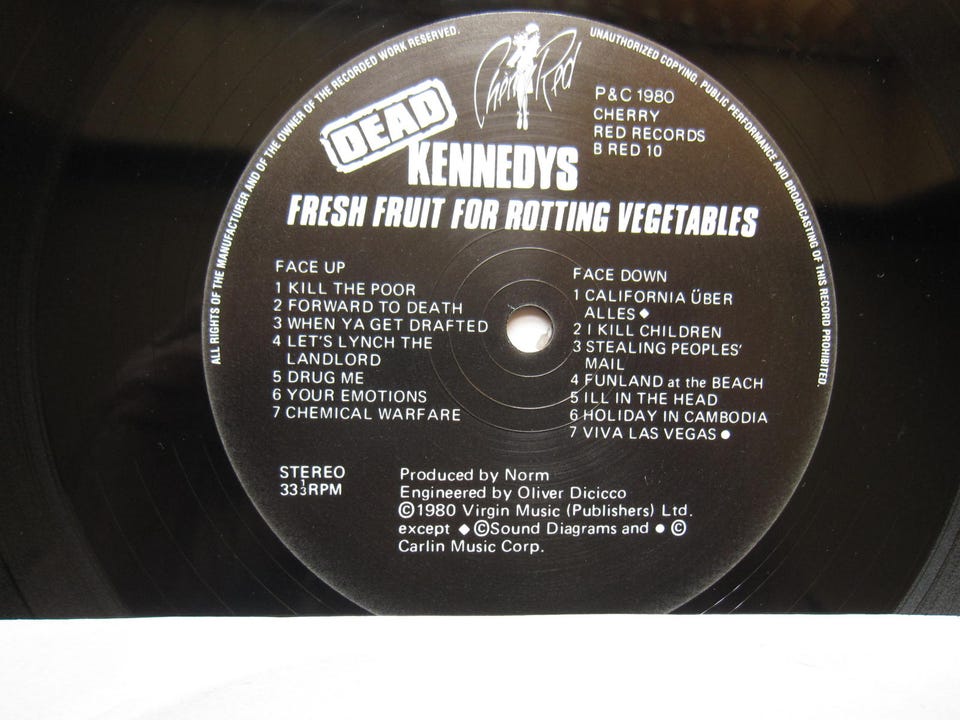 ALL RIGHTS OF THE MANUFACTURER AND OF THE OWNER OF THE RECORDED WORK RESERVED.
UNAUTHORIZED COPYING, PUBLIC PERFORMANCE AND BROADCASTING OF THIS RECORD PROHIBITED.
Cherry Red
P & C 1980
CHERRY
RED RECORDS
B RED 10
DEAD
KENNEDYS
FRESH FRUIT FOR ROTTING VEGETABLES
FACE UP
1 KILL THE POOR
2 FORWARD TO DEATH
3 WHEN YA GET DRAFTED
4 LET'S LYNCH THE
LANDLORD
5 DRUG ME
6 YOUR EMOTIONS
7 CHEMICAL WARFARE
FACE DOWN
1 CALIFORNIA ÜBER
ALLES ◆
2 I KILL CHILDREN
3 STEALING PEOPLES'
MAIL
4 FUNLAND at the BEACH
5 ILL IN THE HEAD
6 HOLIDAY IN CAMBODIA
7 VIVA LAS VEGAS ●
STEREO
33⅓RPM
Produced by Norm
Engineered by Oliver Dicicco
©1980 Virgin Music (Publishers) Ltd.
except ◆ ©Sound Diagrams and ● ©
Carlin Music Corp.